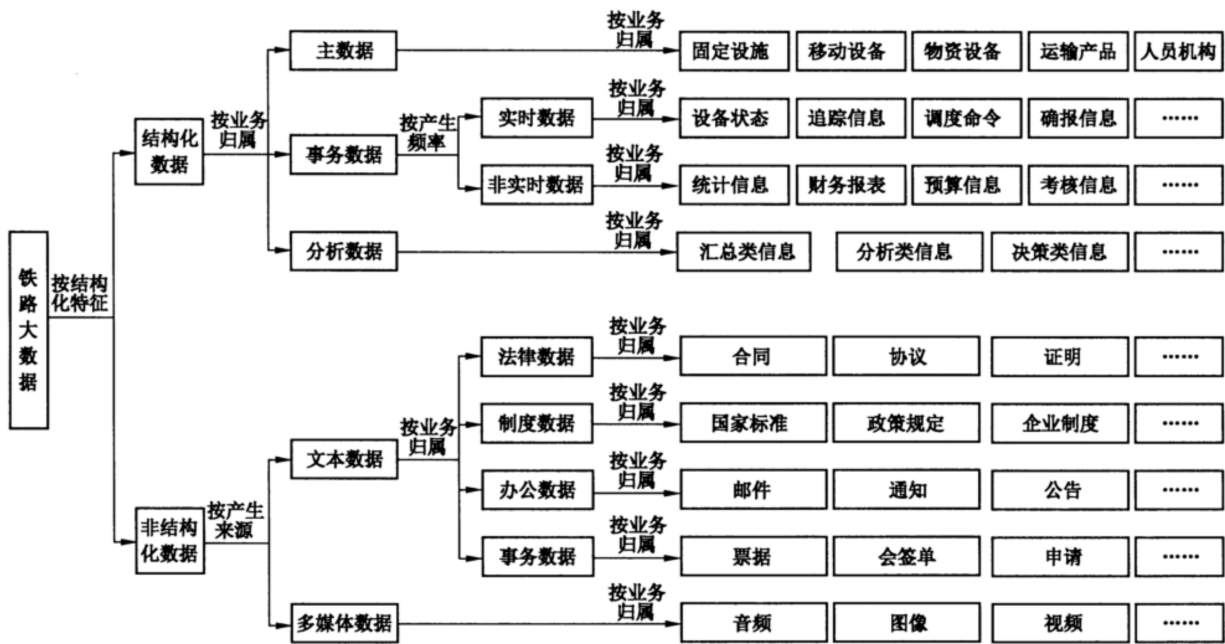 铁路大数据
按结构
化特征
结构化
数据
按业务
归属
主数据
按业务
归属
固定设施
移动设备
物资设备
运输产品
人员机构
事务数据
按产生
频率
实时数据
按业务
归属
设备状态
追踪信息
调度命令
确报信息
……
非实时数据
按业务
归属
统计信息
财务报表
预算信息
考核信息
……
分析数据
按业务
归属
汇总类信息
分析类信息
决策类信息
……
非结构
化数据
按产生
来源
文本数据
按业务
归属
法律数据
按业务
归属
合同
协议
证明
……
制度数据
按业务
归属
国家标准
政策规定
企业制度
……
办公数据
按业务
归属
邮件
通知
公告
……
事务数据
按业务
归属
票据
会签单
申请
……
多媒体数据
按业务
归属
音频
图像
视频
……